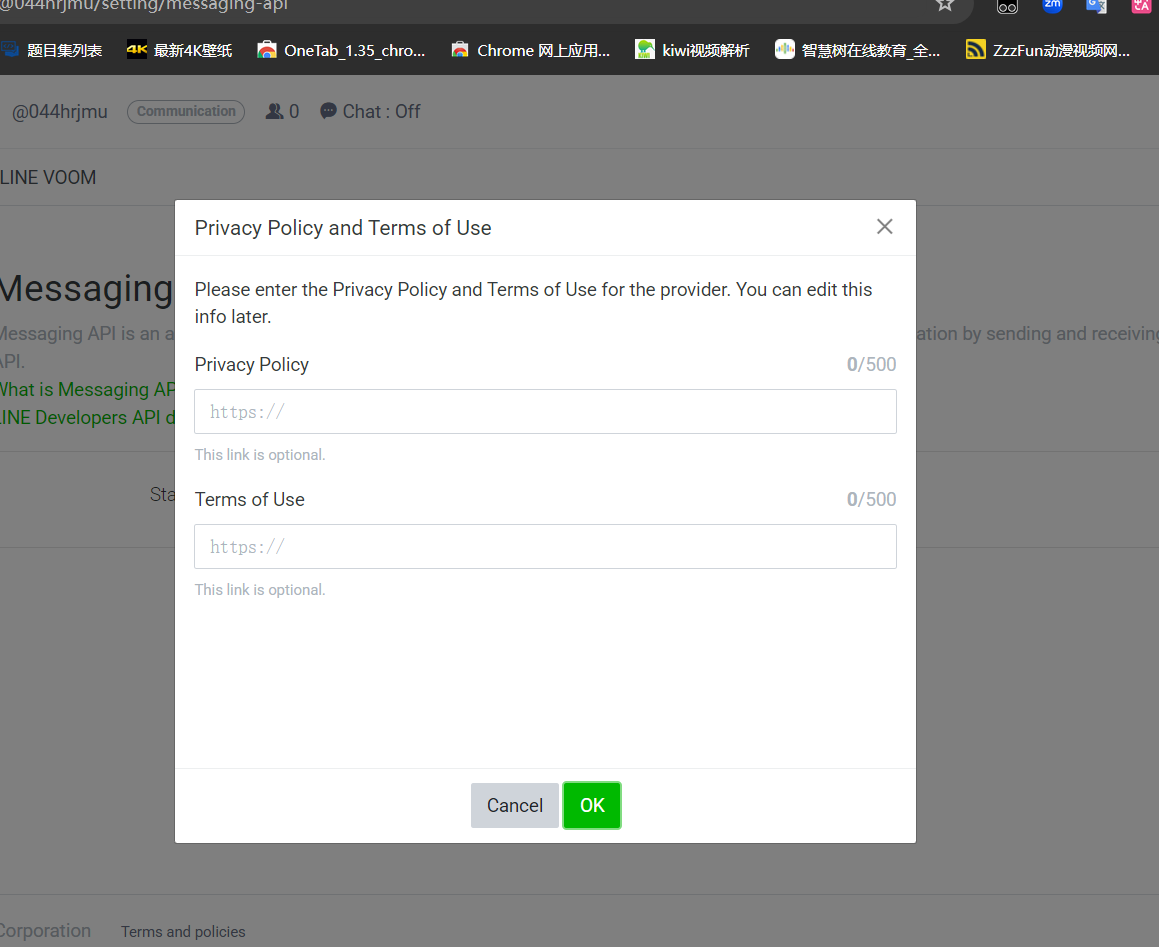 @044hrjmu/setting/messaging-api
zm
题目集列表 4K 最新4K壁纸 OneTab_1.35_chro... Chrome 网上应用... kiwi视频解析 智慧树在线教育_全... ZzzFun动漫视频网...
@044hrjmu Communication 0 Chat : Off
LINE VOOM
Privacy Policy and Terms of Use
Messaging
Please enter the Privacy Policy and Terms of Use for the provider. You can edit this
info later.
Messaging API is an a ation by sending and receiving
API.
Privacy Policy 0/500
What is Messaging AP
https://
LINE Developers API d
This link is optional.
Sta
Terms of Use 0/500
https://
This link is optional.
Cancel OK
Corporation Terms and policies